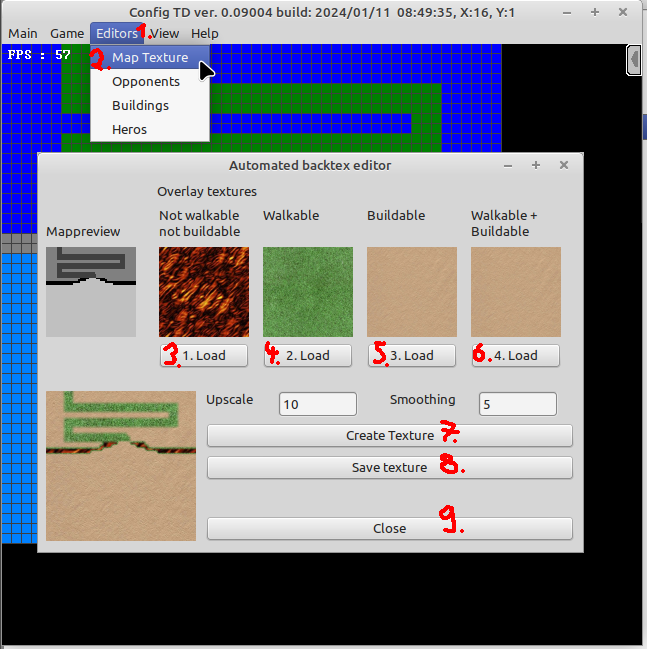 Config TD ver. 0.09004 build: 2024/01/11 08:49:35, X:16, Y:1
Main Game Editors 1. View Help
FPS : 57
2. Map Texture
Opponents
Buildings
Heros
Automated backtex editor
Overlay textures
Mappreview
Not walkable
not buildable
Walkable
Buildable
Walkable +
Buildable
3. 1. Load
4. 2. Load
5. 3. Load
6. 4. Load
Upscale 10 Smoothing 5
Create Texture 7.
Save texture 8.
Close 9.